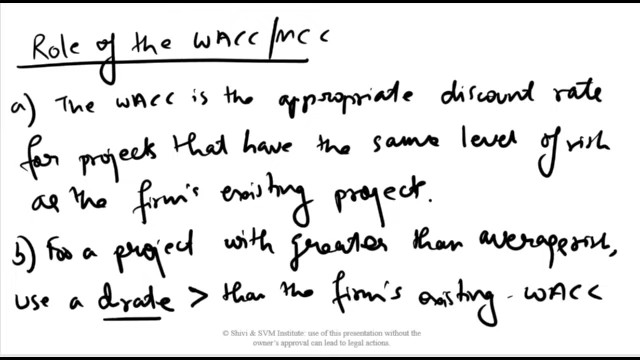 Role of the WACC/MCC
a) The WACC is the appropriate discount rate
for projects that have the same level of risk
as the firm's existing project.
b) For a project with greater than average risk,
use a drate > than the firm's existing WACC
© Shivi & SVM Institute: use of this presentation without the
owner's approval can lead to legal actions.